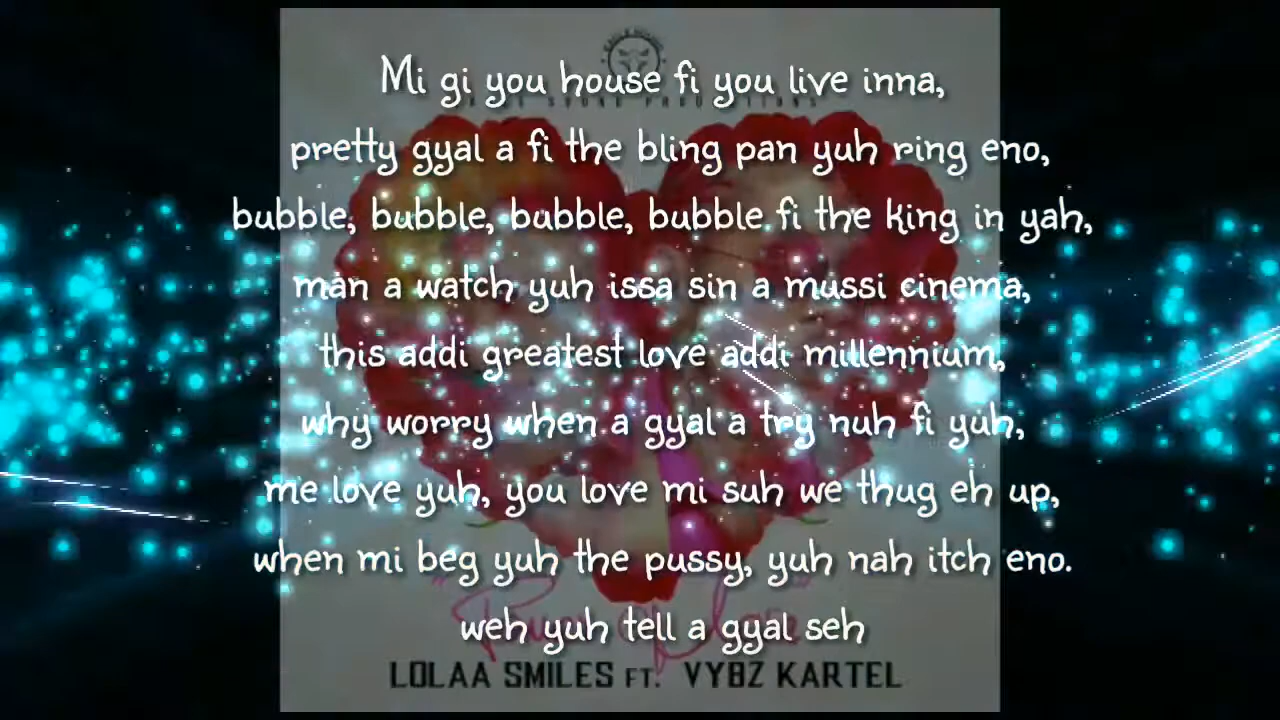 Mi gi you house fi you live inna,
pretty gyal a fi the bling pan yuh ring eno,
bubble, bubble, bubble, bubble fi the king in yah,
man a watch yuh issa sin a mussi cinema,
this addi greatest love addi millennium,
why worry when a gyal a try nuh fi yuh,
me love yuh, you love mi suh we thug eh up,
when mi beg yuh the pussy, yuh nah itch eno.
weh yuh tell a gyal seh
LOLAA SMILES FT. VYBZ KARTEL